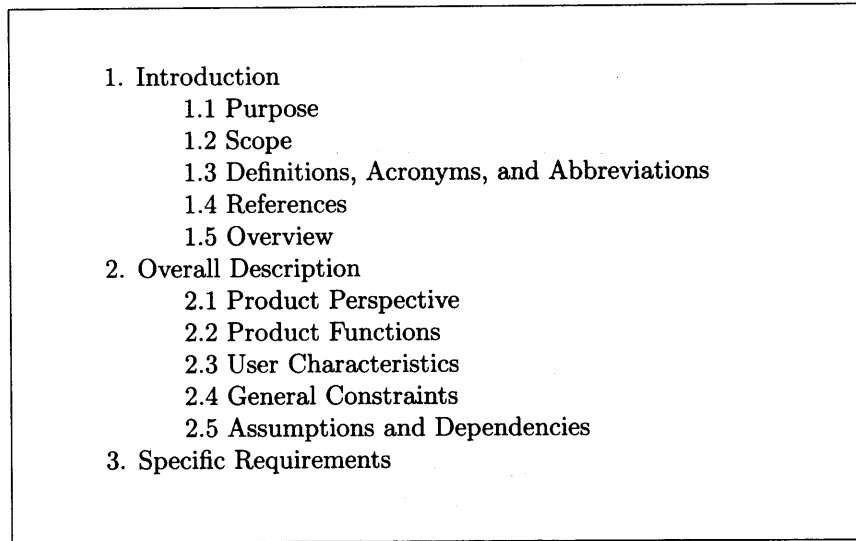 1. Introduction
1.1 Purpose
1.2 Scope
1.3 Definitions, Acronyms, and Abbreviations
1.4 References
1.5 Overview
2. Overall Description
2.1 Product Perspective
2.2 Product Functions
2.3 User Characteristics
2.4 General Constraints
2.5 Assumptions and Dependencies
3. Specific Requirements